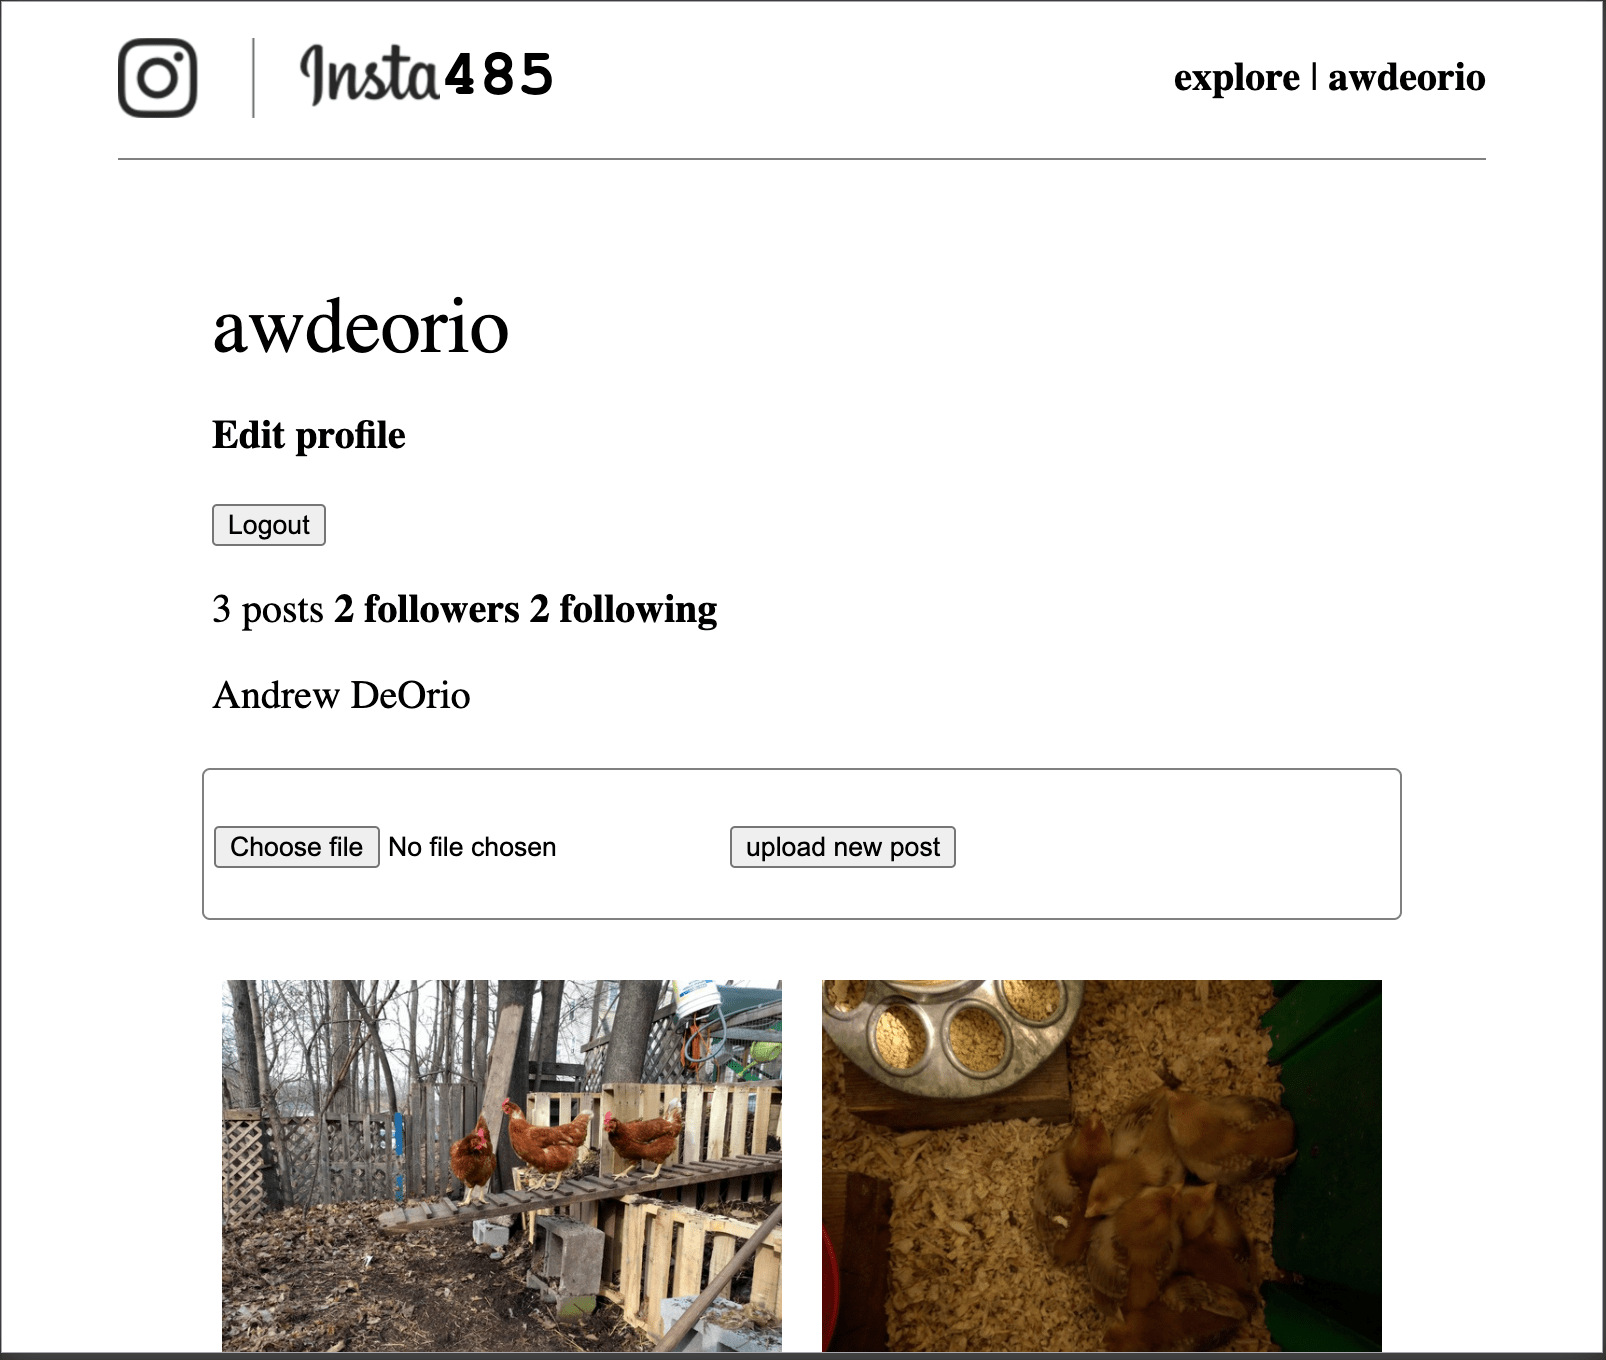 Insta485
explore | awdeorio
awdeorio
Edit profile
Logout
3 posts 2 followers 2 following
Andrew DeOrio
Choose file No file chosen
upload new post